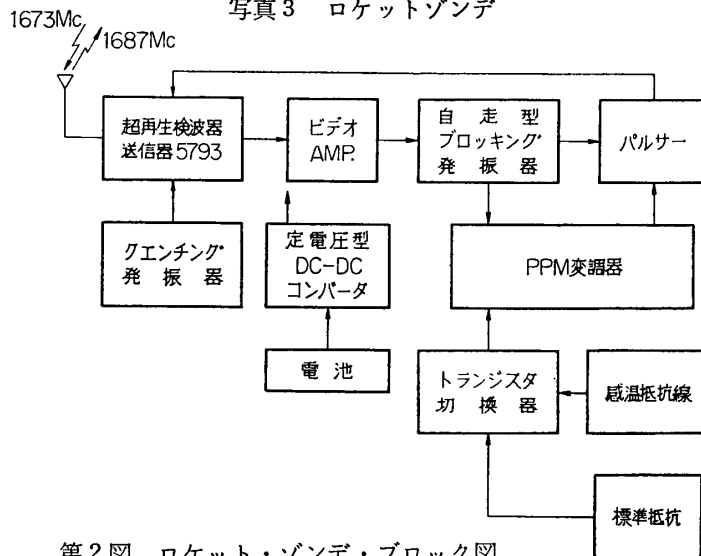 写真3 ロケットゾンデ
1673Mc
1687Mc
超再生検波器
送信器5793
ビデオ
AMP.
自走型
ブロッキング
発振器
パルサー
クエンチング
発振器
定電圧型
DC-DC
コンバータ
PPM変調器
電池
トランジスタ
切換器
感温抵抗線
標準抵抗
第2図 ロケット・ゾンデ・ブロック図